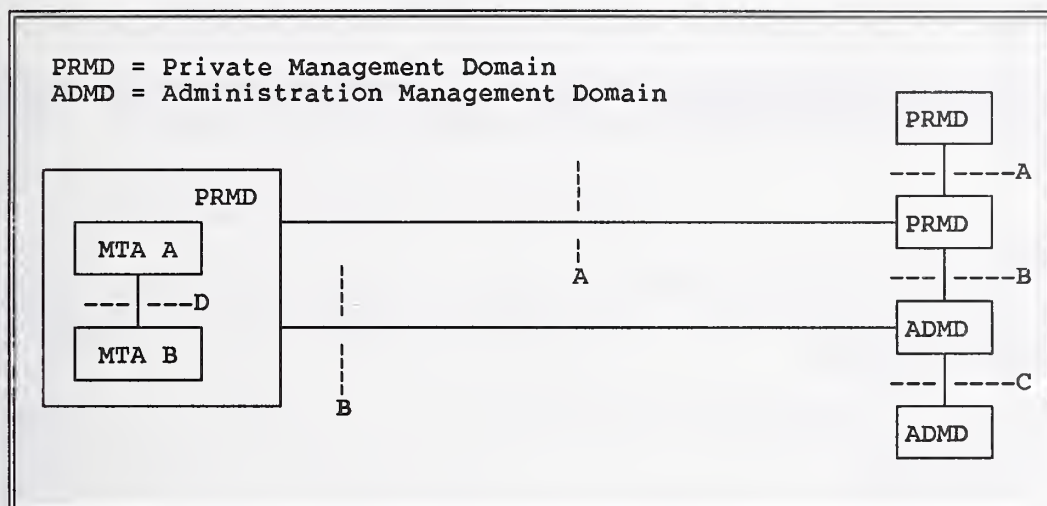 PRMD = Private Management Domain
ADMD = Administration Management Domain
PRMD
A
PRMD
PRMD
MTA A
A
B
D
ADMD
MTA B
C
B
ADMD